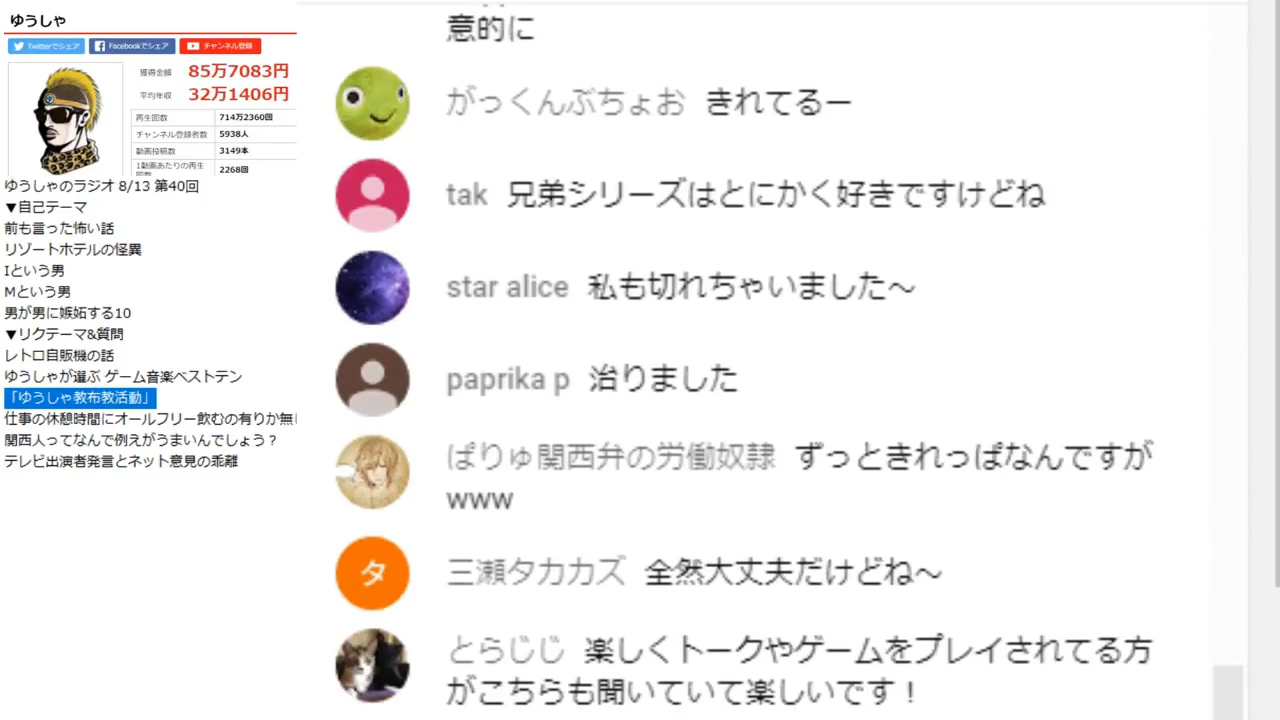 ゆうしゃ
Twitterでシェア
Facebookでシェア
チャンネル登録
獲得金額 85万7083円
平均年収 32万1406円
再生回数 714万2360回
チャンネル登録者数 5938人
動画投稿数 3149本
1動画あたりの再生 2268回
ゆうしゃのラジオ 8/13 第40回
▼自己テーマ
前も言った怖い話
リゾートホテルの怪異
Iという男
Mという男
男が男に嫉妬する10
▼リクテーマ&質問
レトロ自販機の話
ゆうしゃが選ぶ ゲーム音楽ベストテン
「ゆうしゃ教布教活動」
仕事の休憩時間にオールフリー飲むの有りか無
関西人ってなんで例えがうまいんでしょう？
テレビ出演者発言とネット意見の乖離
意的に
がっくんぶちょお きれてるー
tak 兄弟シリーズはとにかく好きですけどね
star alice 私も切れちゃいました～
paprika p 治りました
ぱりゅ関西弁の労働奴隷 ずっときれっぱなんですが
www
タ
三瀬タカカズ 全然大丈夫だけどね～
とらじじ 楽しくトークやゲームをプレイされてる方
がこちらも聞いていて楽しいです！